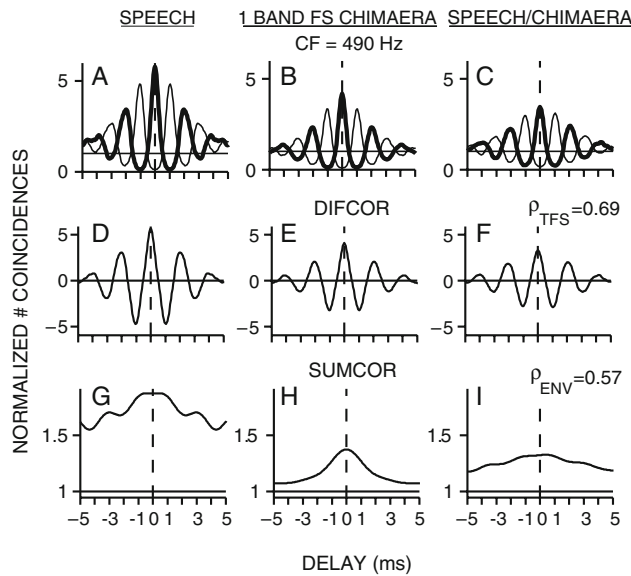 SPEECH 1 BAND FS CHIMAERA SPEECH/CHIMAERA
CF = 490 Hz
A B C
5 5 5
0 0 0
NORMALIZED # COINCIDENCES
DIFCOR ρTFS=0.69
D E F
5 5 5
0 0 0
−5 −5 −5
SUMCOR ρENV=0.57
G H I
1.5 1.5 1.5
1 1 1
−5 -3 -1 0 1 3 5 −5 -3 -1 0 1 3 5 −5 -3 -1 0 1 3 5
DELAY (ms)